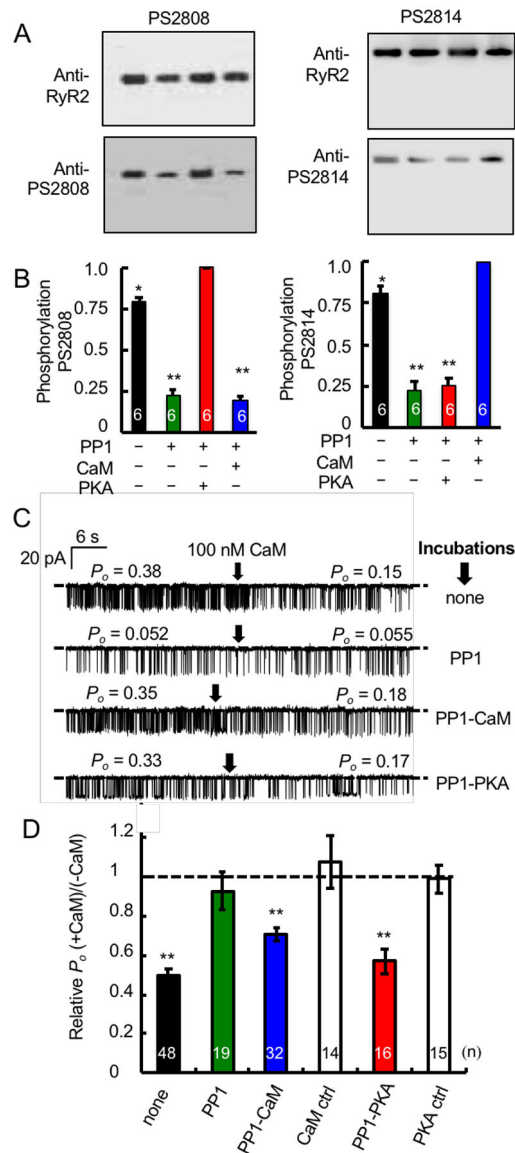 A
PS2808
PS2814
Anti-
RyR2
Anti-
RyR2
Anti-
PS2808
Anti-
PS2814
B
Phosphorylation
PS2808
1.0
0.75
0.5
0.25
0
*
**
**
6
6
6
6
Phosphorylation
PS2814
1.0
0.75
0.5
0.25
0
*
**
**
6
6
6
6
PP1 – + + + – + + +
CaM – – – + – – – +
PKA – – + – – – + –
C
6 s
20 pA
100 nM CaM
Incubations
Po = 0.38
Po = 0.15
none
Po = 0.052
Po = 0.055
PP1
Po = 0.35
Po = 0.18
PP1-CaM
Po = 0.33
Po = 0.17
PP1-PKA
D
Relative Po (+CaM)/(-CaM)
1.2
1
0.8
0.6
0.4
0.2
0
**
**
**
48 19 32 14 16 15 (n)
none PP1 PP1-CaM CaM ctrl PP1-PKA PKA ctrl